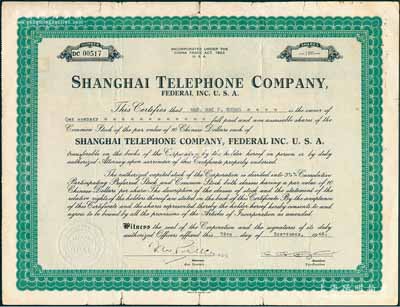 NUMBER
DC 00517
INCORPORATED UNDER THE
CHINA TRADE ACT, 1922
U.S.A.
SHARES
100
SHANGHAI TELEPHONE COMPANY,
FEDERAL INC. U. S. A.
This Certifies that is the owner of
One Hundred full paid and non-assessable shares of the
Common Stock of the par value of 10 Chinese Dollars each of
SHANGHAI TELEPHONE COMPANY, FEDERAL INC. U. S. A.
transferable on the books of the Corporation by the holder hereof in person or by duly
authorized Attorney upon surrender of this Certificate properly endorsed.
The authorized capital stock of the Corporation is divided into Cumulative
Participating Preferred Stock and Common Stock both shares having a par value of 10
Chinese Dollars per share. A description of the classes of stock and the statement of the
relative rights of the holders thereof are stated on the back of this Certificate. By the acceptance
of this Certificate and the shares represented thereby the holder hereof hereby consents to and
agrees to be bound by all the provisions of the Articles of Incorporation as amended.
Witness the seal of the Corporation and the signatures of its duly
authorized Officers affixed this day of